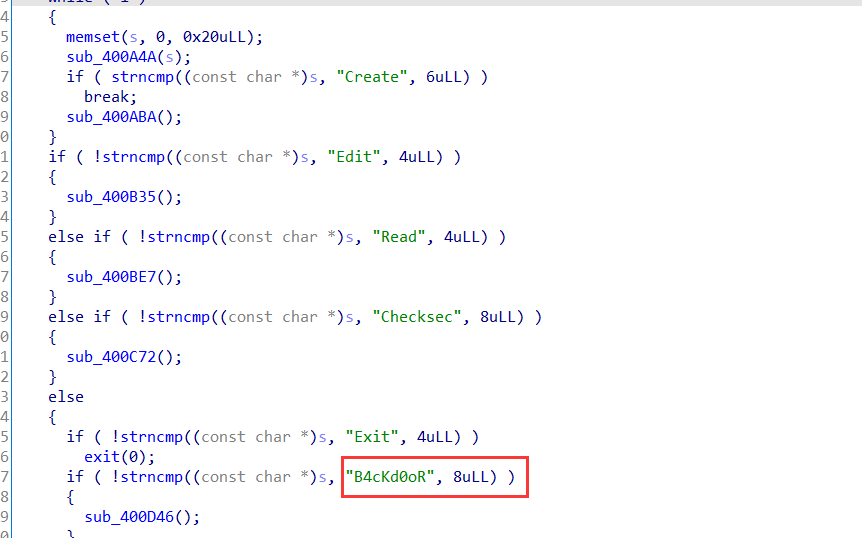 4 {
5 memset(s, 0, 0x20uLL);
6 sub_400A4A(s);
7 if ( strncmp((const char *)s, "Create", 6uLL) )
8 break;
9 sub_400ABA();
0 }
1 if ( !strncmp((const char *)s, "Edit", 4uLL) )
2 {
3 sub_400B35();
4 }
5 else if ( !strncmp((const char *)s, "Read", 4uLL) )
6 {
7 sub_400BE7();
8 }
9 else if ( !strncmp((const char *)s, "Checksec", 8uLL) )
0 {
1 sub_400C72();
2 }
3 else
4 {
5 if ( !strncmp((const char *)s, "Exit", 4uLL) )
6 exit(0);
7 if ( !strncmp((const char *)s, "B4cKd0oR", 8uLL) )
8 {
9 sub_400D46();